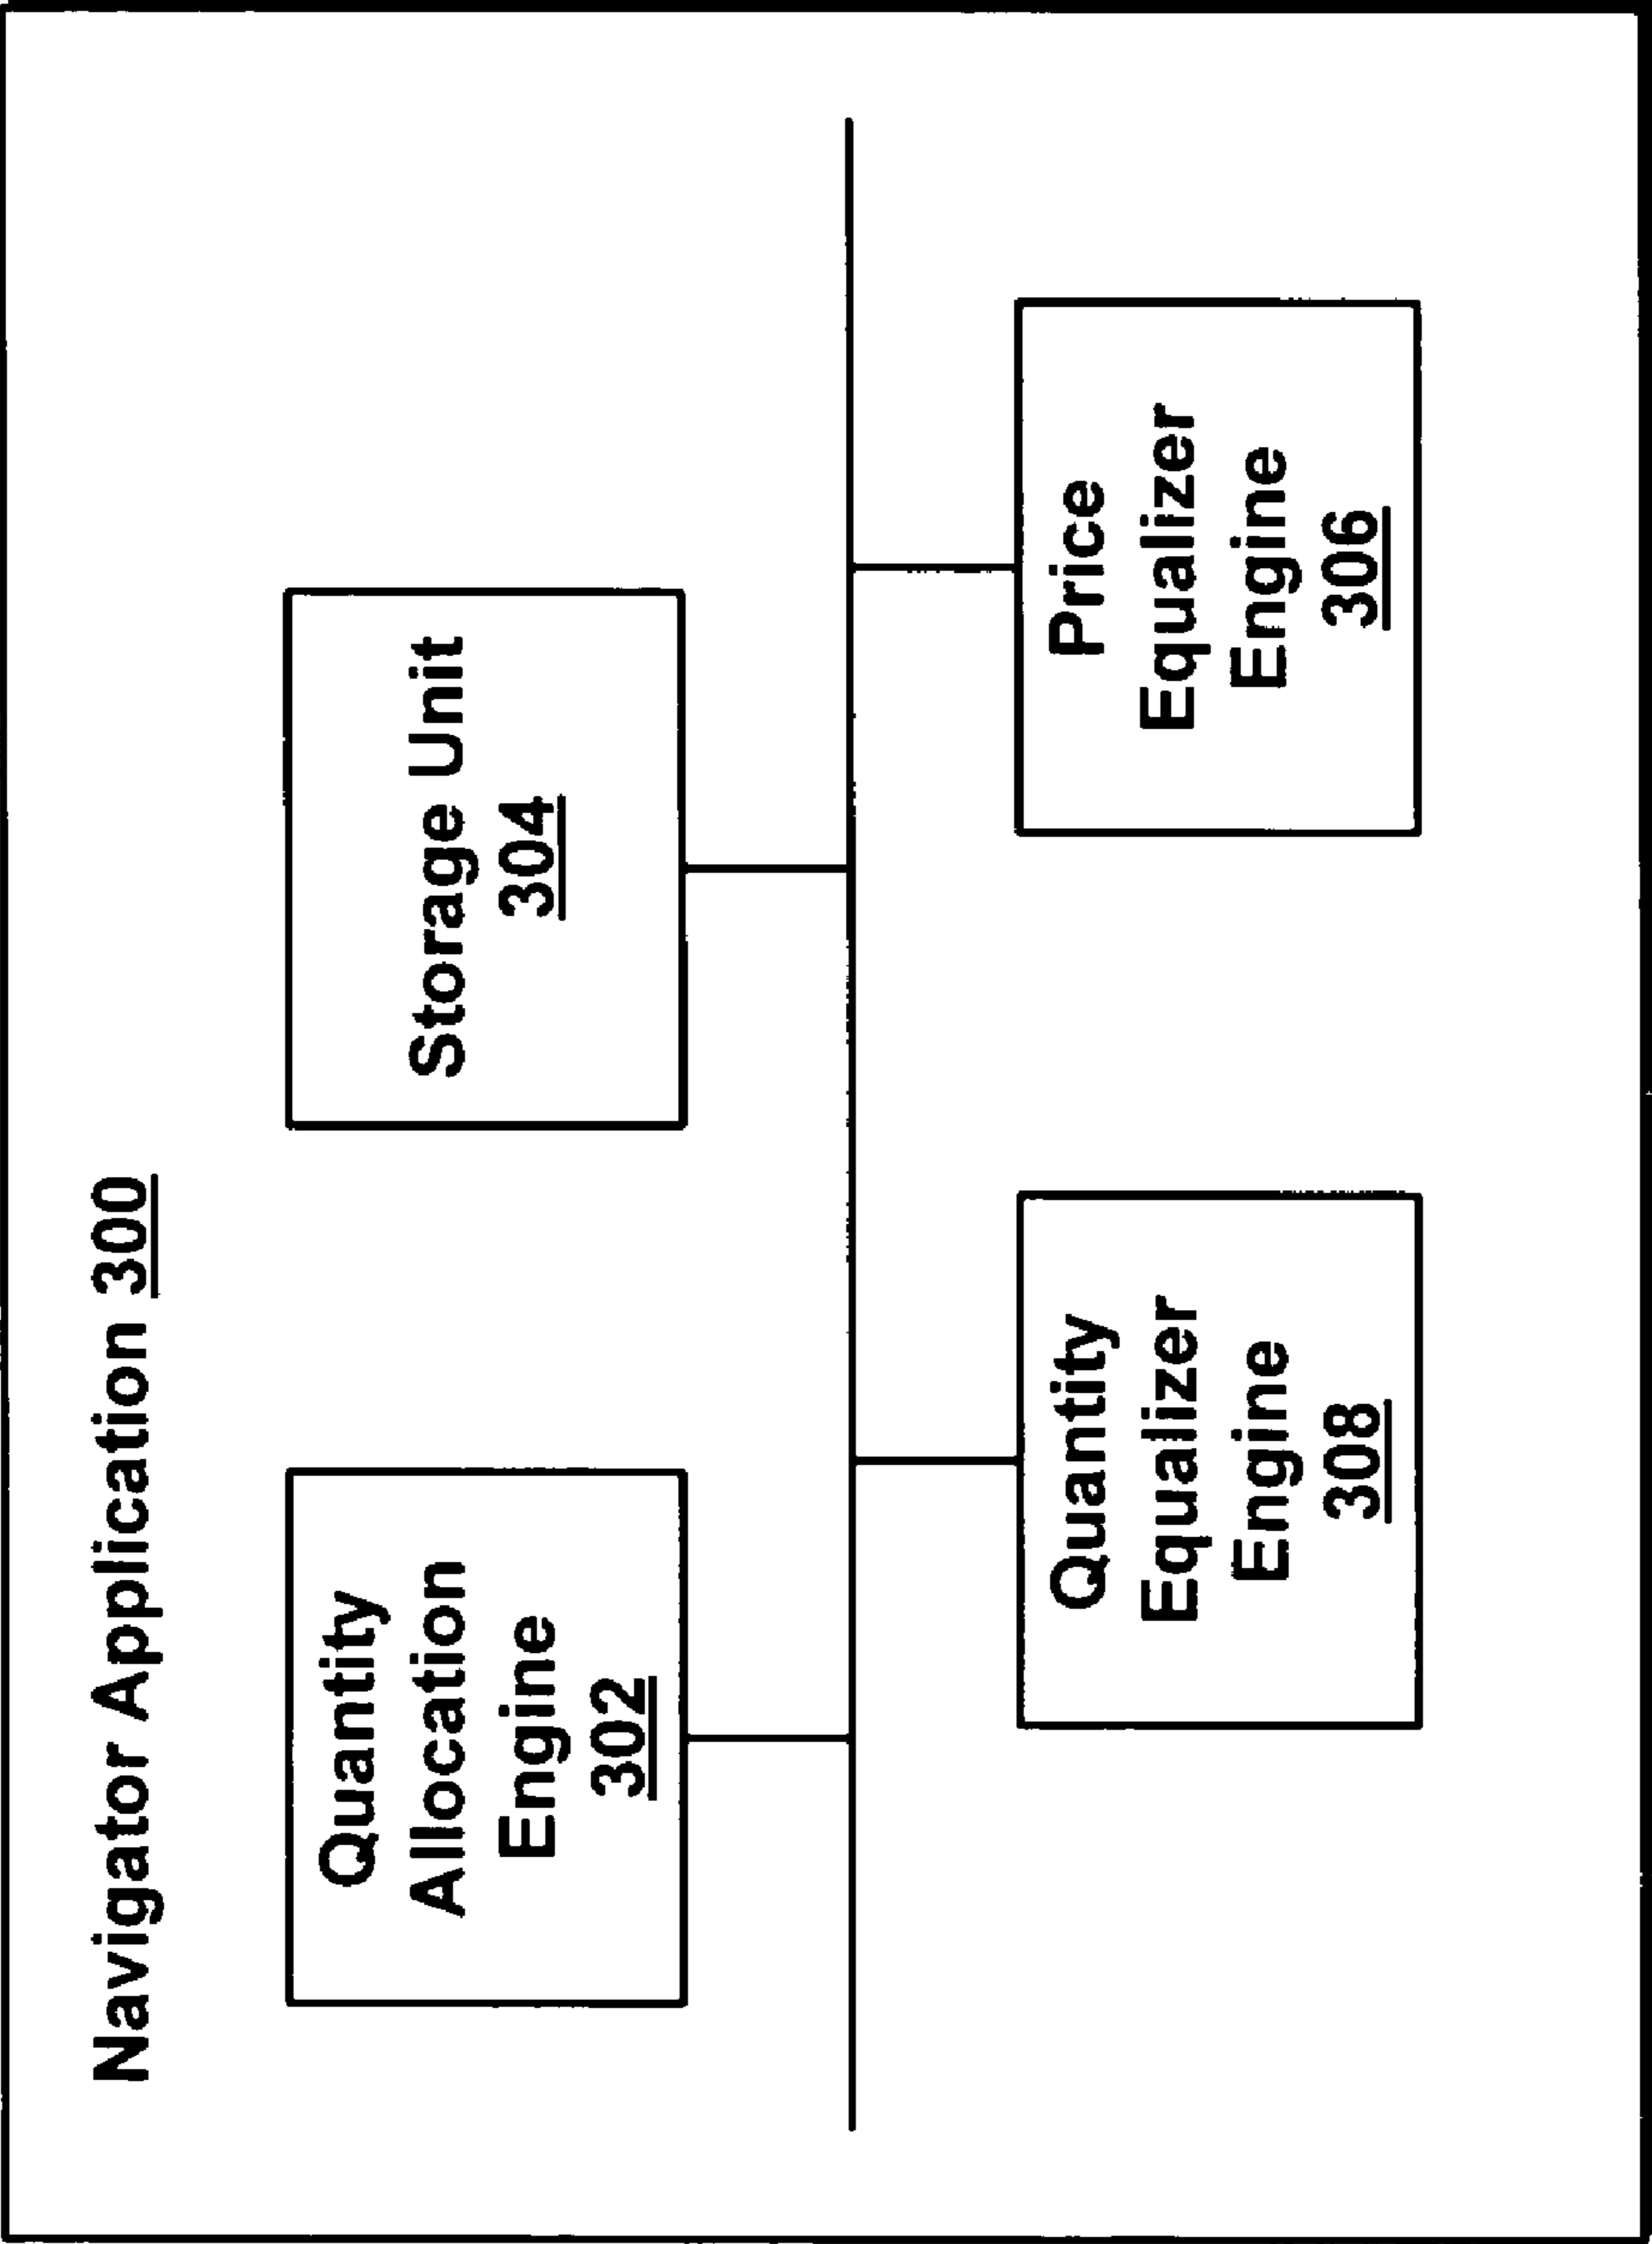 Navigator Application 300
Quantity
Allocation
Engine
302
Storage Unit
304
Quantity
Equalizer
Engine
308
Price
Equalizer
Engine
306